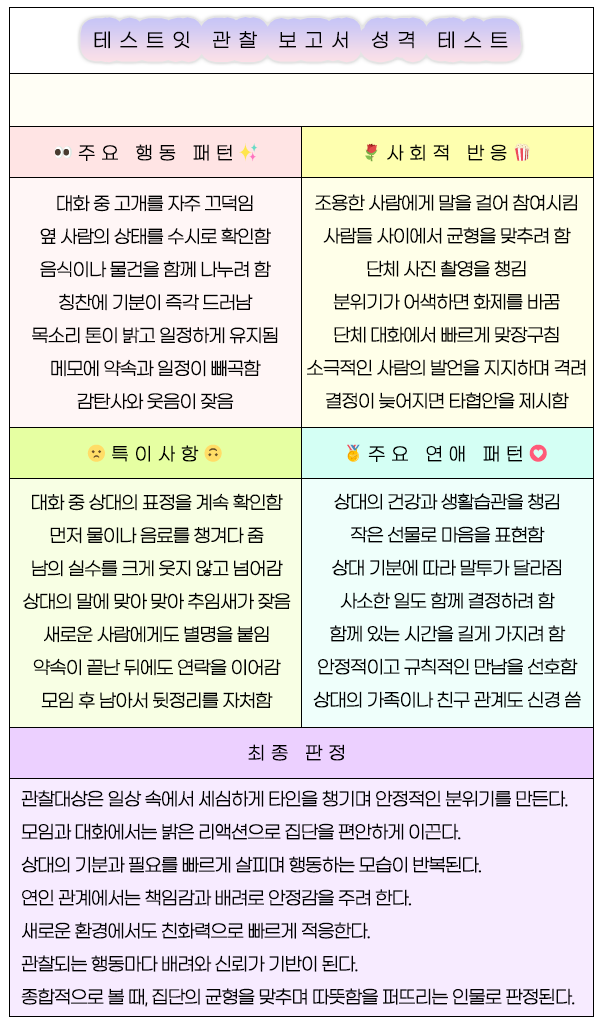 테스트잇 관찰 보고서 성격 테스트
👀 주요 행동 패턴 ✨
대화 중 고개를 자주 끄덕임
옆 사람의 상태를 수시로 확인함
음식이나 물건을 함께 나누려 함
칭찬에 기분이 즉각 드러남
목소리 톤이 밝고 일정하게 유지됨
메모에 약속과 일정이 빼곡함
감탄사와 웃음이 잦음
🌹 사회적 반응 🍿
조용한 사람에게 말을 걸어 참여시킴
사람들 사이에서 균형을 맞추려 함
단체 사진 촬영을 챙김
분위기가 어색하면 화제를 바꿈
단체 대화에서 빠르게 맞장구침
소극적인 사람의 발언을 지지하며 격려
결정이 늦어지면 타협안을 제시함
🙁 특이사항 🙃
대화 중 상대의 표정을 계속 확인함
먼저 물이나 음료를 챙겨다 줌
남의 실수를 크게 웃지 않고 넘어감
상대의 말에 맞아 맞아 추임새가 잦음
새로운 사람에게도 별명을 붙임
약속이 끝난 뒤에도 연락을 이어감
모임 후 남아서 뒷정리를 자처함
🏅 주요 연애 패턴 💟
상대의 건강과 생활습관을 챙김
작은 선물로 마음을 표현함
상대 기분에 따라 말투가 달라짐
사소한 일도 함께 결정하려 함
함께 있는 시간을 길게 가지려 함
안정적이고 규칙적인 만남을 선호함
상대의 가족이나 친구 관계도 신경 씀
최종 판정
관찰대상은 일상 속에서 세심하게 타인을 챙기며 안정적인 분위기를 만든다.
모임과 대화에서는 밝은 리액션으로 집단을 편안하게 이끈다.
상대의 기분과 필요를 빠르게 살피며 행동하는 모습이 반복된다.
연인 관계에서는 책임감과 배려로 안정감을 주려 한다.
새로운 환경에서도 친화력으로 빠르게 적응한다.
관찰되는 행동마다 배려와 신뢰가 기반이 된다.
종합적으로 볼 때, 집단의 균형을 맞추며 따뜻함을 퍼뜨리는 인물로 판정된다.